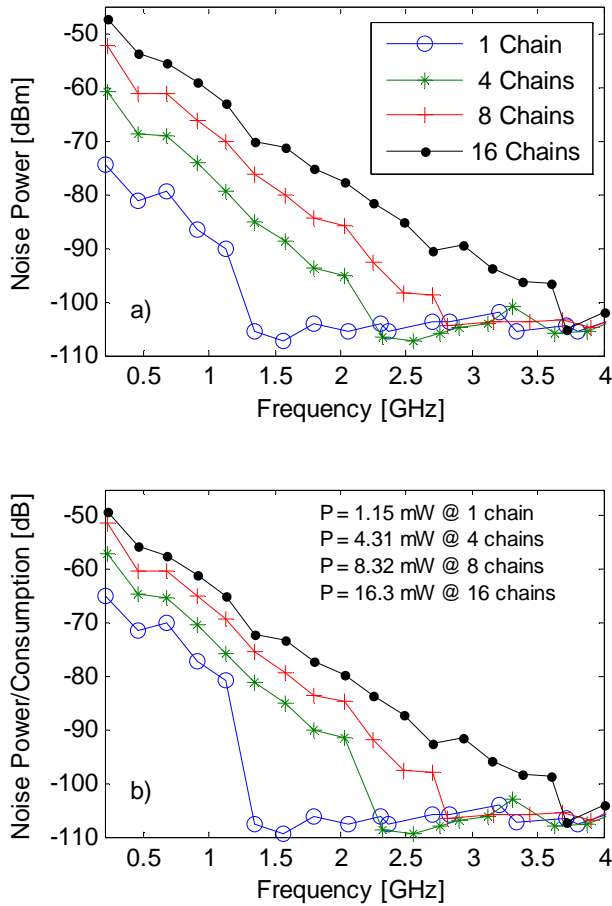 -50
-60
-70
-80
-90
-100
-110
Noise Power [dBm]
1 Chain
4 Chains
8 Chains
16 Chains
a)
0.5 1 1.5 2 2.5 3 3.5 4
Frequency [GHz]
-50
-60
-70
-80
-90
-100
-110
Noise Power/Consumption [dB]
P = 1.15 mW @ 1 chain
P = 4.31 mW @ 4 chains
P = 8.32 mW @ 8 chains
P = 16.3 mW @ 16 chains
b)
0.5 1 1.5 2 2.5 3 3.5 4
Frequency [GHz]